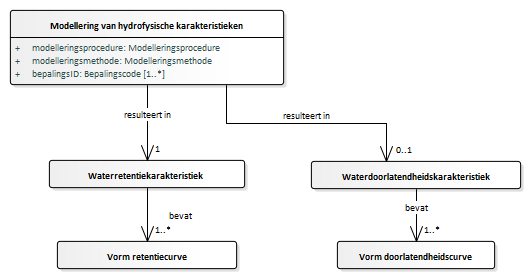 Modellering van hydrofysische karakteristieken
+ modelleringsprocedure: Modelleringsprocedure
+ modelleringsmethode: Modelleringsmethode
+ bepalingsID: Bepalingscode [1..*]
resulteert in
resulteert in
1
0..1
Waterretentiekarakteristiek
Waterdoorlatendheidskarakteristiek
bevat
bevat
1..*
1..*
Vorm retentiecurve
Vorm doorlatendheidscurve